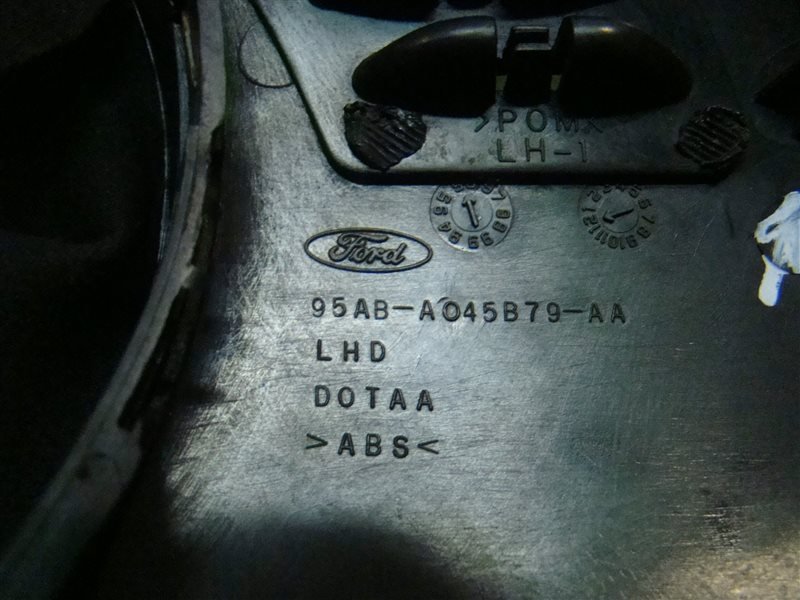 >POM<
LH-1
Ford
95AB-A045B79-AA
LHD
DOTAA
>ABS<